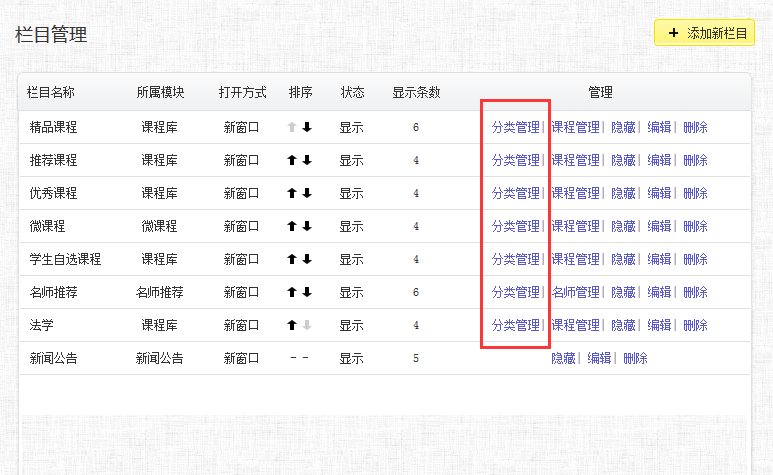 栏目管理
+ 添加新栏目
栏目名称 所属模块 打开方式 排序 状态 显示条数 管理
精品课程 课程库 新窗口 显示 6 分类管理| 课程管理| 隐藏| 编辑| 删除
推荐课程 课程库 新窗口 显示 4 分类管理| 课程管理| 隐藏| 编辑| 删除
优秀课程 课程库 新窗口 显示 4 分类管理| 课程管理| 隐藏| 编辑| 删除
微课程 微课程 新窗口 显示 4 分类管理| 课程管理| 隐藏| 编辑| 删除
学生自选课程 课程库 新窗口 显示 4 分类管理| 课程管理| 隐藏| 编辑| 删除
名师推荐 名师推荐 新窗口 显示 6 分类管理| 名师管理| 隐藏| 编辑| 删除
法学 课程库 新窗口 显示 4 分类管理| 课程管理| 隐藏| 编辑| 删除
新闻公告 新闻公告 新窗口 - - 显示 5 隐藏| 编辑| 删除